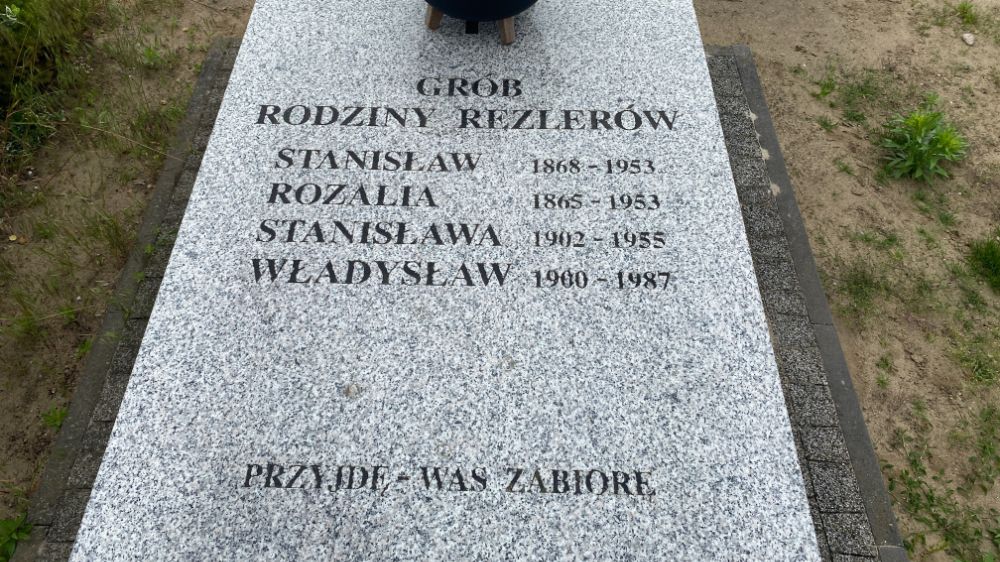 GRÓB
RODZINY REZLERÓW
STANISŁAW 1868 - 1953
ROZALIA 1865 - 1953
STANISŁAWA 1902 - 1955
WŁADYSŁAW 1900 - 1987
PRZYJDĘ - WAS ZABIORĘ